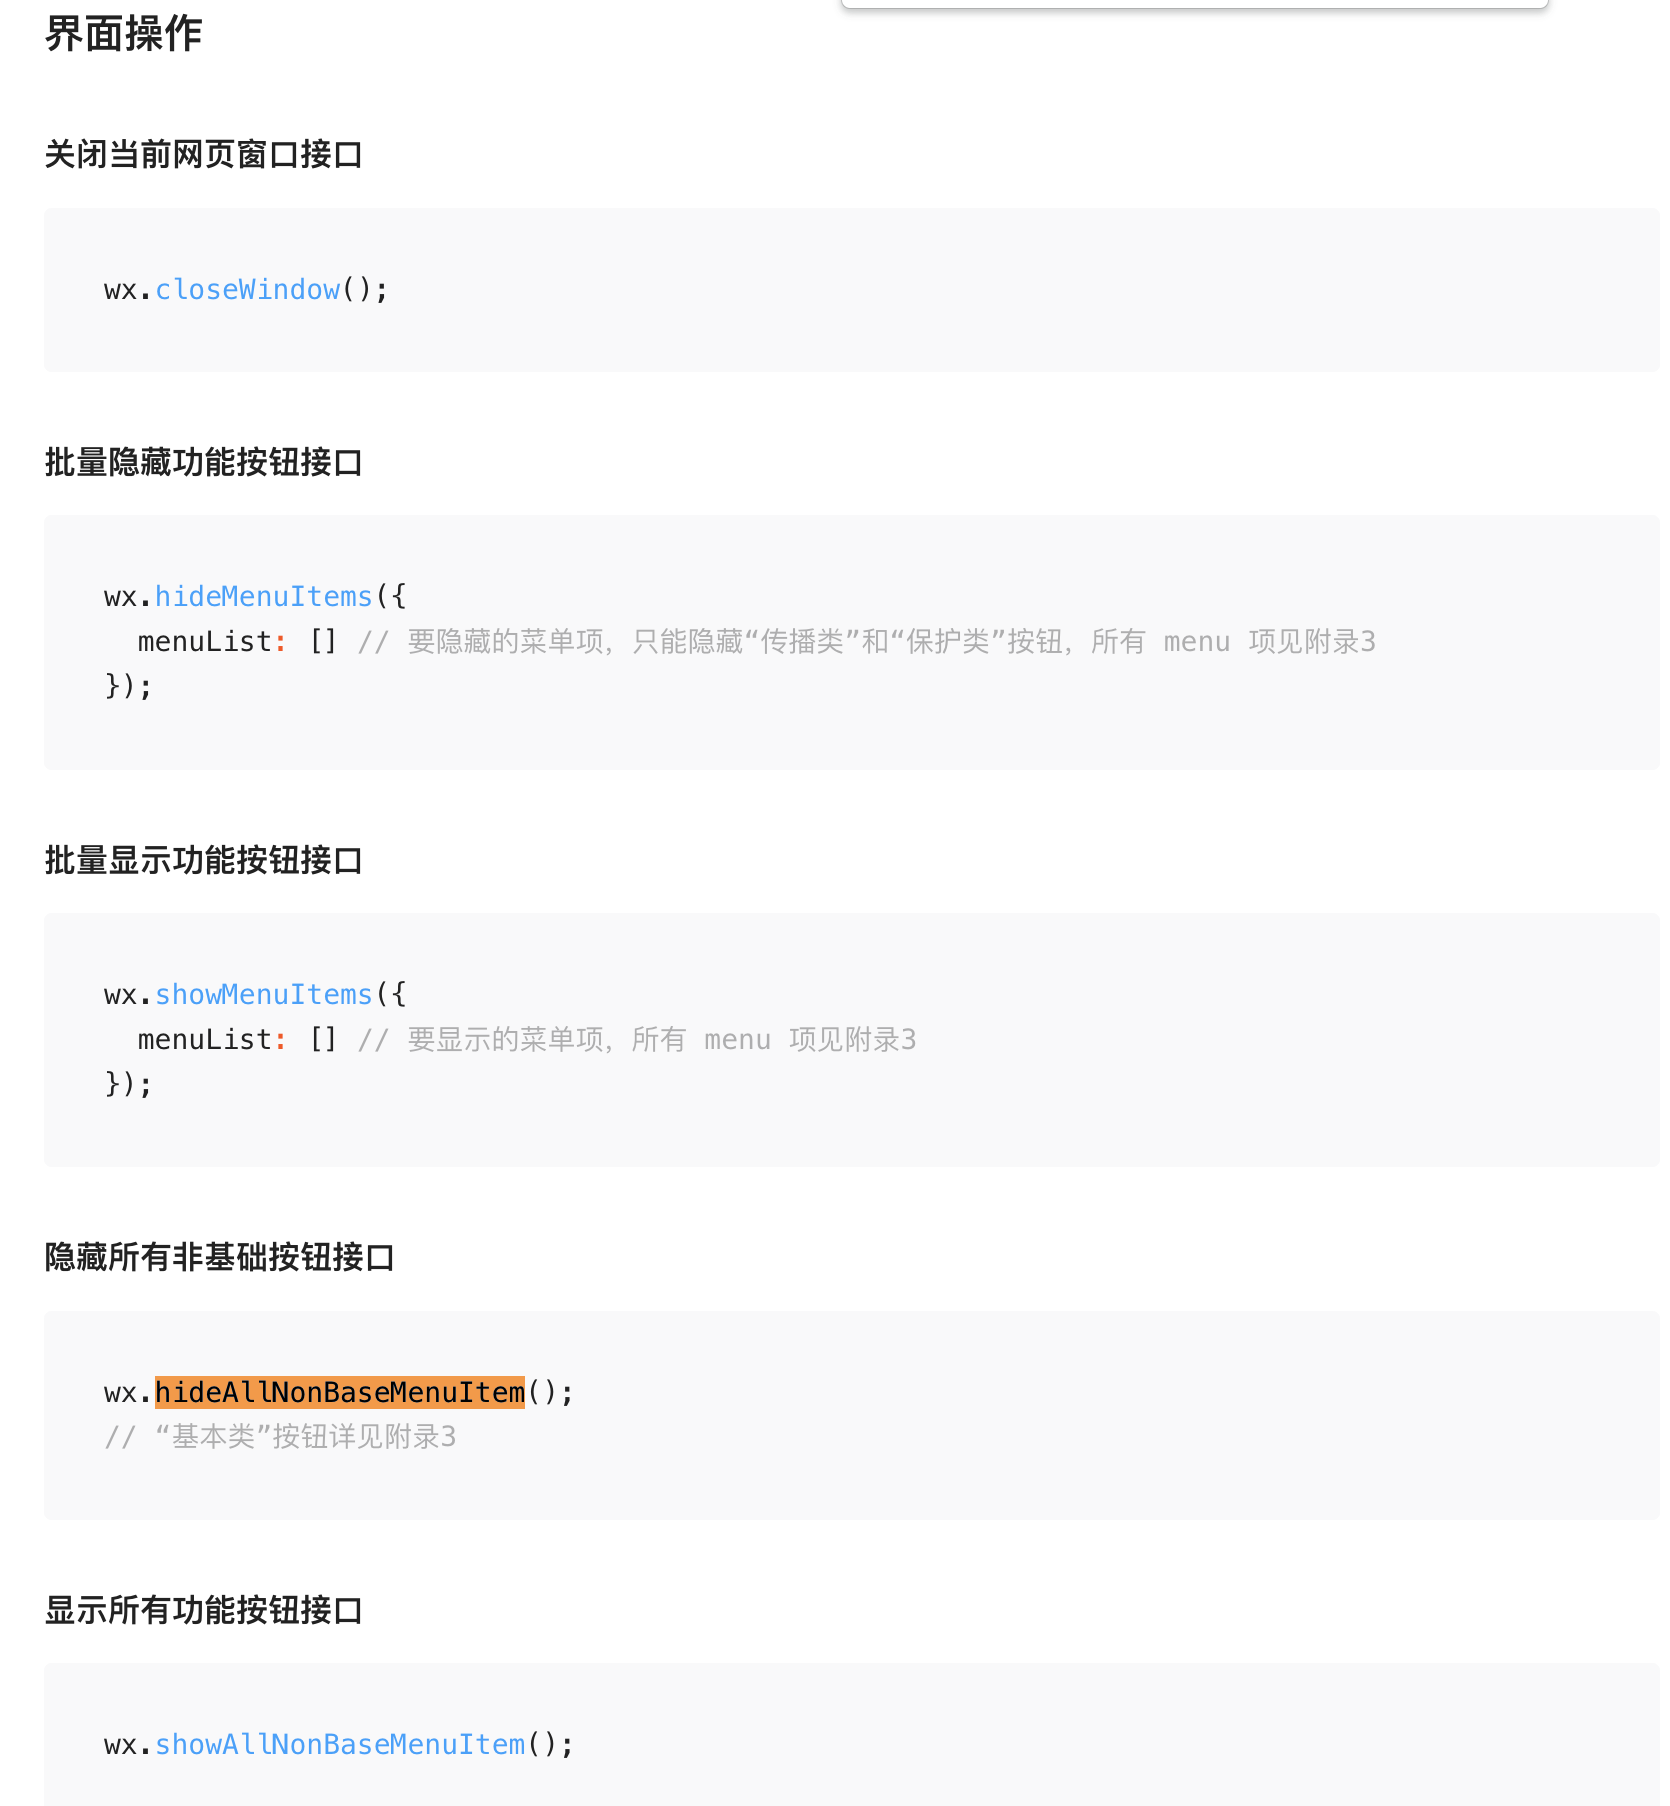 界面操作
关闭当前网页窗口接口
wx.closeWindow();
批量隐藏功能按钮接口
wx.hideMenuItems({
  menuList: [] // 要隐藏的菜单项，只能隐藏“传播类”和“保护类”按钮，所有 menu 项见附录3
});
批量显示功能按钮接口
wx.showMenuItems({
  menuList: [] // 要显示的菜单项，所有 menu 项见附录3
});
隐藏所有非基础按钮接口
wx.hideAllNonBaseMenuItem();
// “基本类”按钮详见附录3
显示所有功能按钮接口
wx.showAllNonBaseMenuItem();